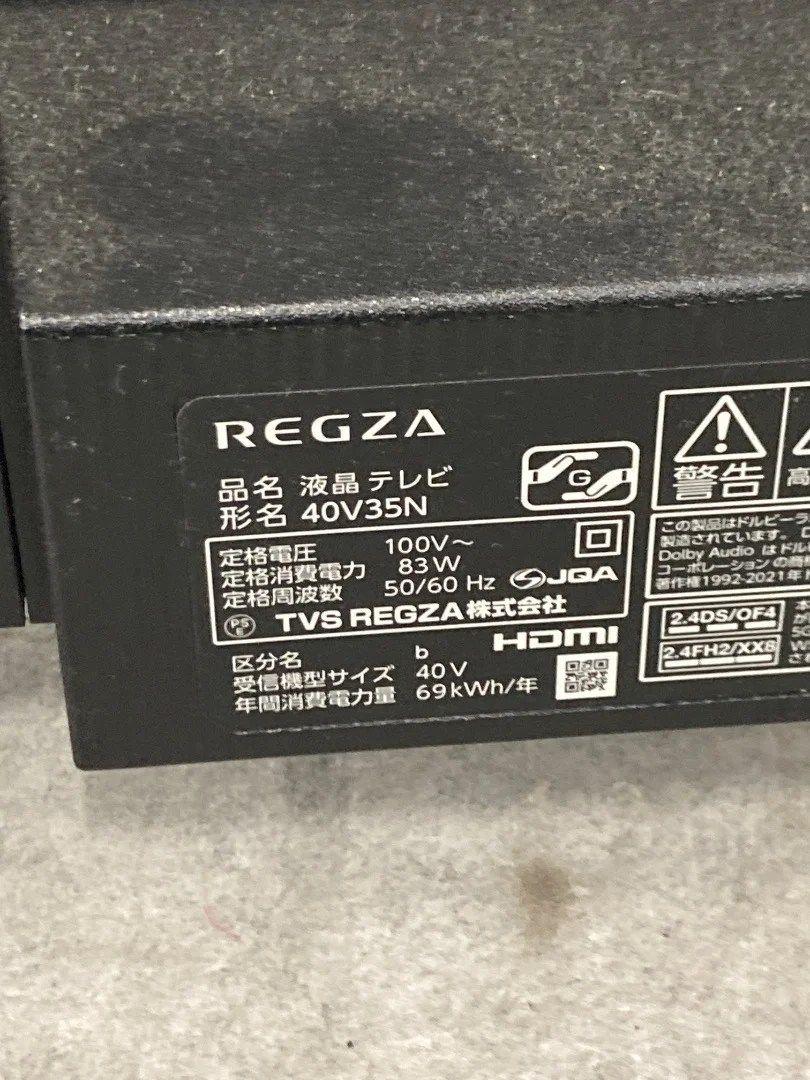 REGZA
品名 液晶テレビ
形名 40V35N
G
定格電圧 100V～
定格消費電力 83W
定格周波数 50/60 Hz
JQA
PS
E
TVS REGZA株式会社
HDMI
区分名 b
受信機型サイズ 40V
年間消費電力量 69kWh/年
警告
高
この製品はドルビーラ
製造されています。
Dolby Audio はドル
コーポレーションの商標
著作権1992-2021年
2.4DS/OF4
2.4FH2/XX8